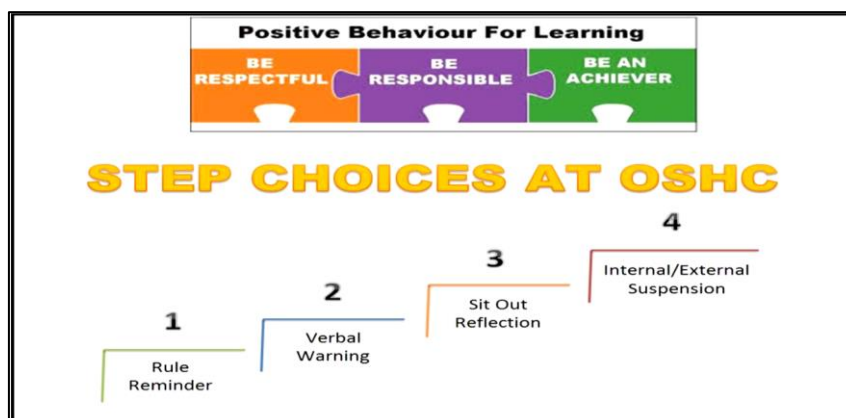 Positive Behaviour For Learning
BE
RESPECTFUL
BE
RESPONSIBLE
BE AN
ACHIEVER
STEP CHOICES AT OSHC
1
Rule
Reminder
2
Verbal
Warning
3
Sit Out
Reflection
4
Internal/External
Suspension